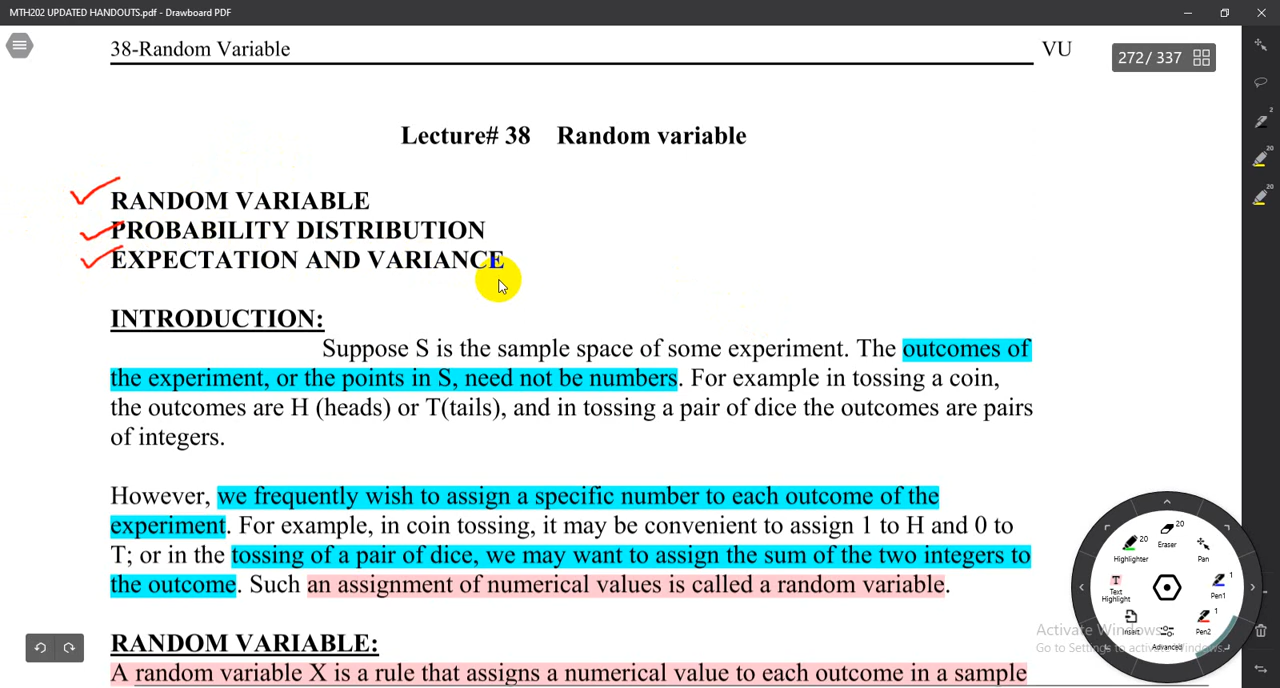 MTH202 UPDATED HANDOUTS.pdf - Drawboard PDF
38-Random Variable VU
272/ 337
Lecture# 38 Random variable
RANDOM VARIABLE
PROBABILITY DISTRIBUTION
EXPECTATION AND VARIANCE
INTRODUCTION:
Suppose S is the sample space of some experiment. The outcomes of
the experiment, or the points in S, need not be numbers. For example in tossing a coin,
the outcomes are H (heads) or T(tails), and in tossing a pair of dice the outcomes are pairs
of integers.
However, we frequently wish to assign a specific number to each outcome of the
experiment. For example, in coin tossing, it may be convenient to assign 1 to H and 0 to
T; or in the tossing of a pair of dice, we may want to assign the sum of the two integers to
the outcome. Such an assignment of numerical values is called a random variable.
RANDOM VARIABLE:
A random variable X is a rule that assigns a numerical value to each outcome in a sample
2
20
20
20
Eraser
20
Highlighter
Pan
T
Text
Highlight
1
Pen1
Insert
1
Pen2
Advanced
Activate Windows
Go to Settings to activate Windows.